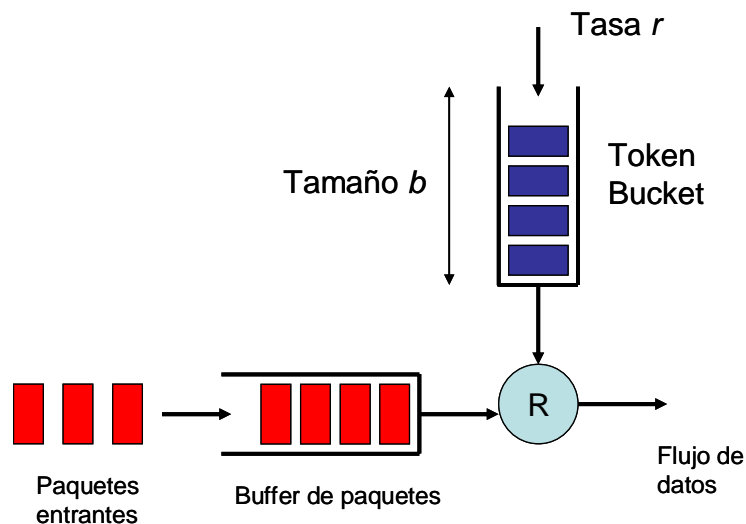 Tasa r
Tamaño b
Token
Bucket
R
Paquetes
entrantes
Buffer de paquetes
Flujo de
datos